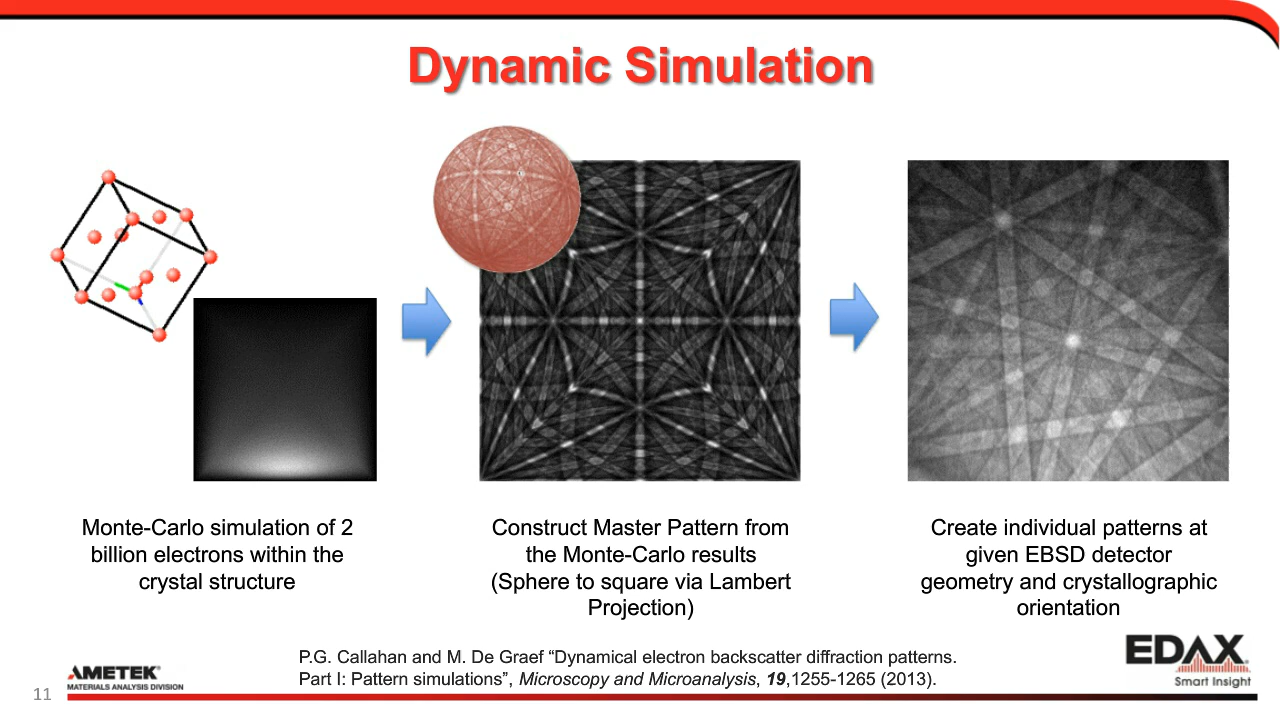 Dynamic Simulation
Monte-Carlo simulation of 2
billion electrons within the
crystal structure
Construct Master Pattern from
the Monte-Carlo results
(Sphere to square via Lambert
Projection)
Create individual patterns at
given EBSD detector
geometry and crystallographic
orientation
P.G. Callahan and M. De Graef “Dynamical electron backscatter diffraction patterns.
Part I: Pattern simulations”, Microscopy and Microanalysis, 19,1255-1265 (2013).
11
AMETEK®
MATERIALS ANALYSIS DIVISION
EDAX
Smart Insight